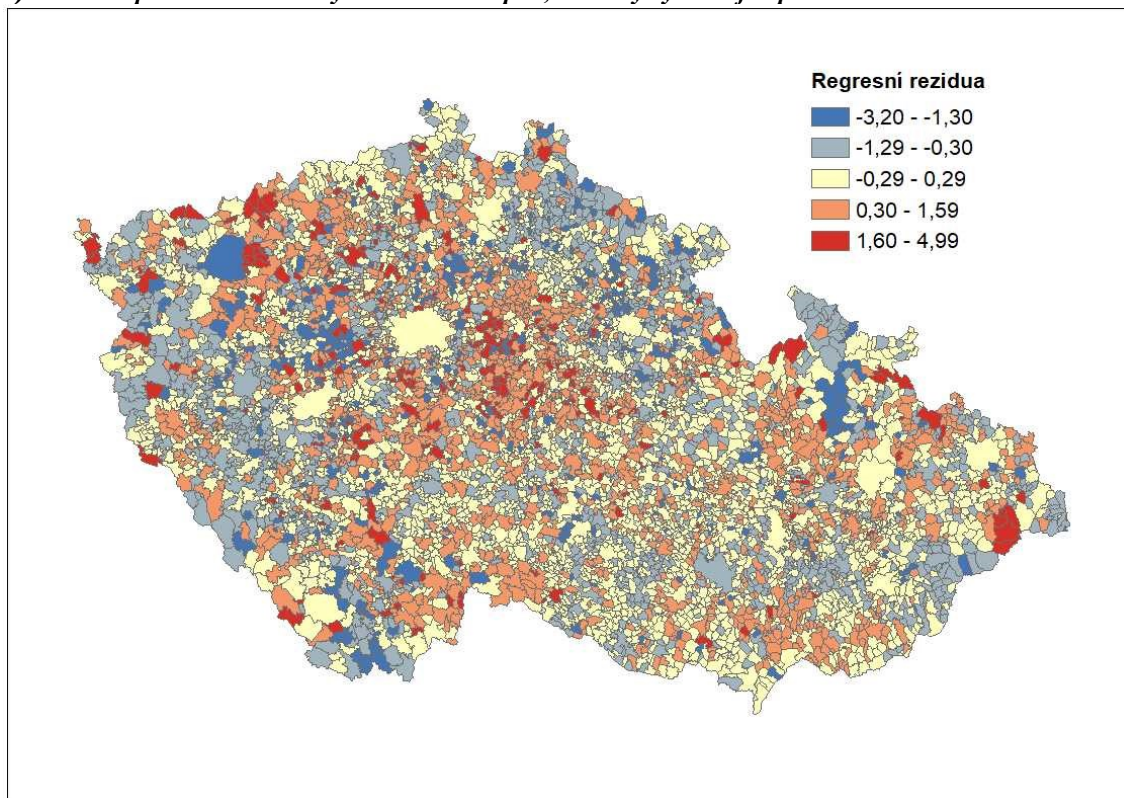 Regresní rezidua
-3,20 - -1,30
-1,29 - -0,30
-0,29 - 0,29
0,30 - 1,59
1,60 - 4,99